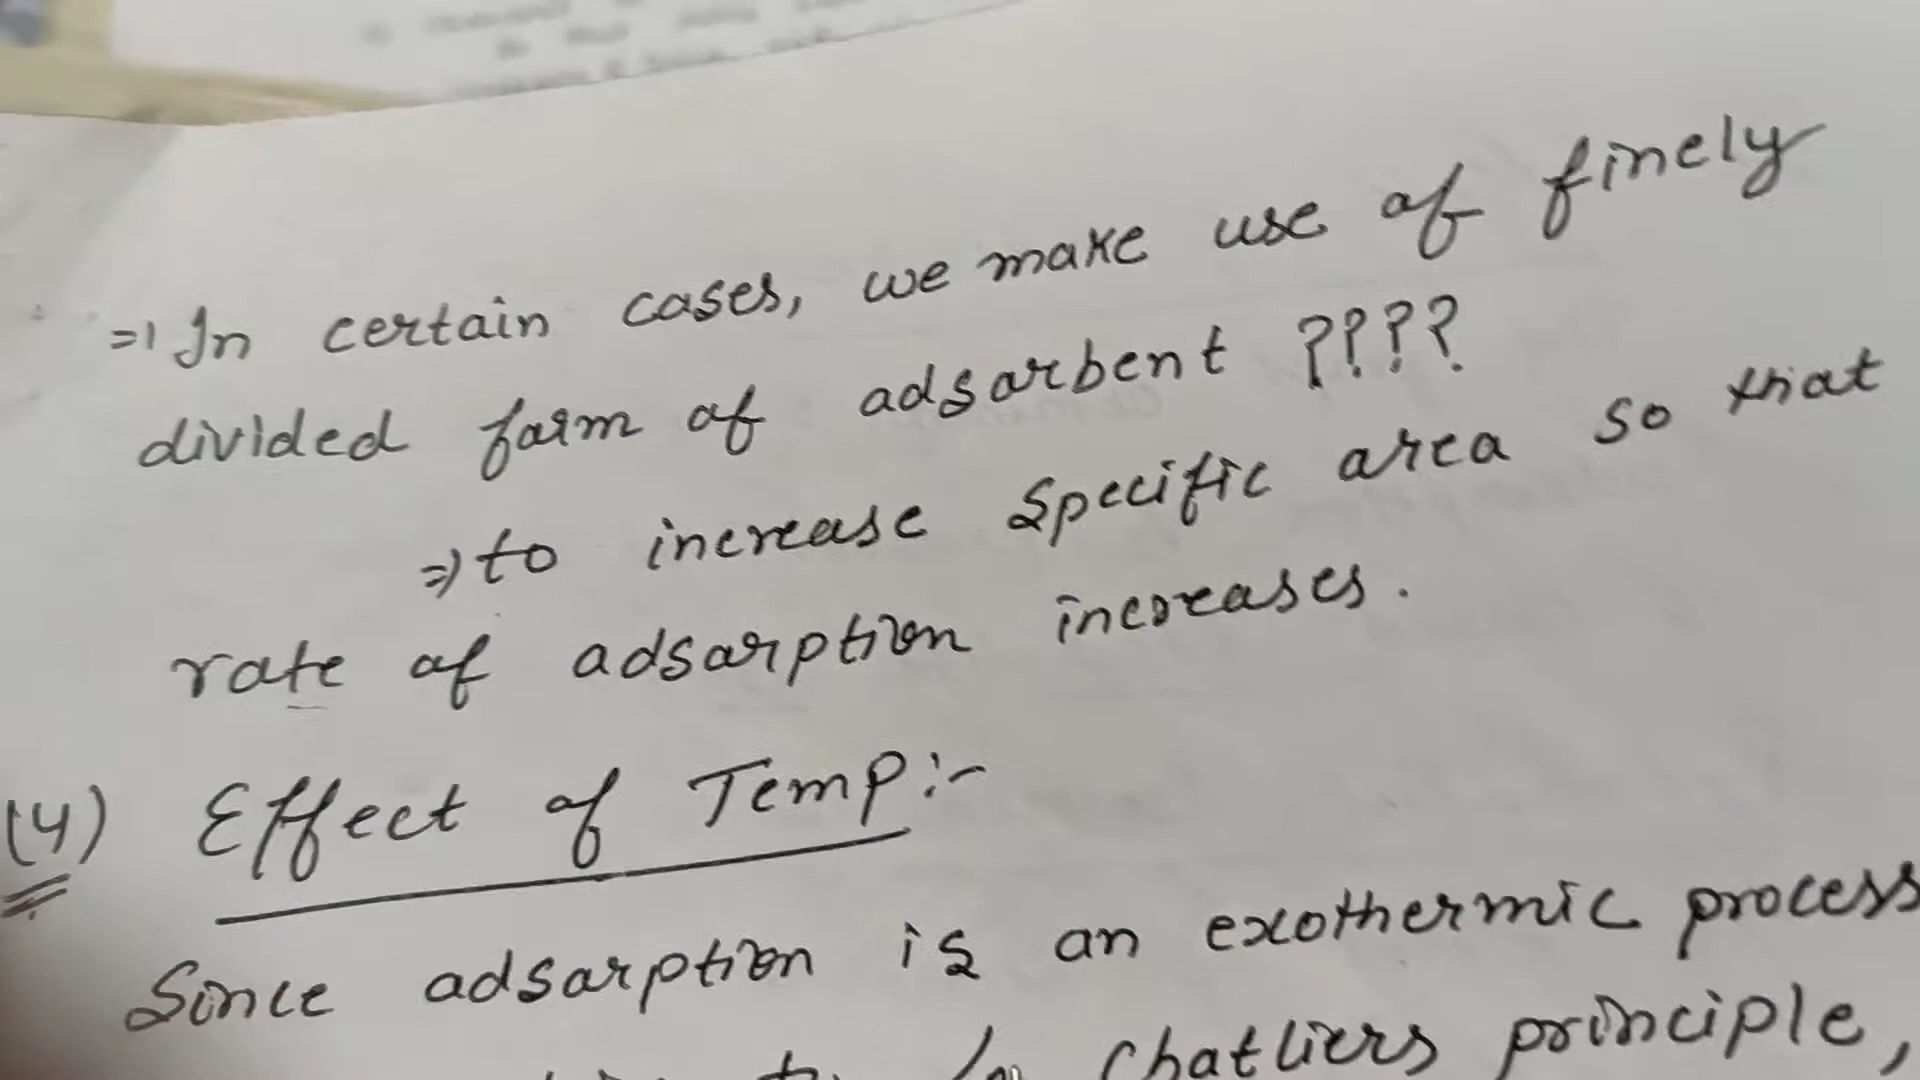 ⇒ In certain cases, we make use of finely
divided form of adsorbent ????
⇒ to increase specific area so that
rate of adsorption increases.
(4) Effect of Temp:-
Since adsorption is an exothermic process
Chatliers principle,